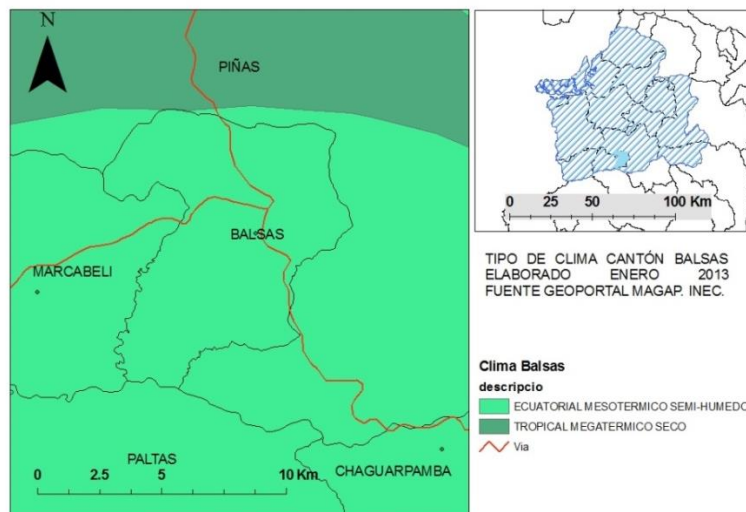 N
PIÑAS
BALSAS
MARCABELI
PALTAS
CHAGUARPAMBA
0 2.5 5 10 Km
0 25 50 100 Km
TIPO DE CLIMA CANTÓN BALSAS
ELABORADO ENERO 2013
FUENTE GEOPORTAL MAGAP. INEC.
Clima Balsas
descripcio
ECUATORIAL MESOTERMICO SEMI-HUMEDO
TROPICAL MEGATERMICO SECO
Via